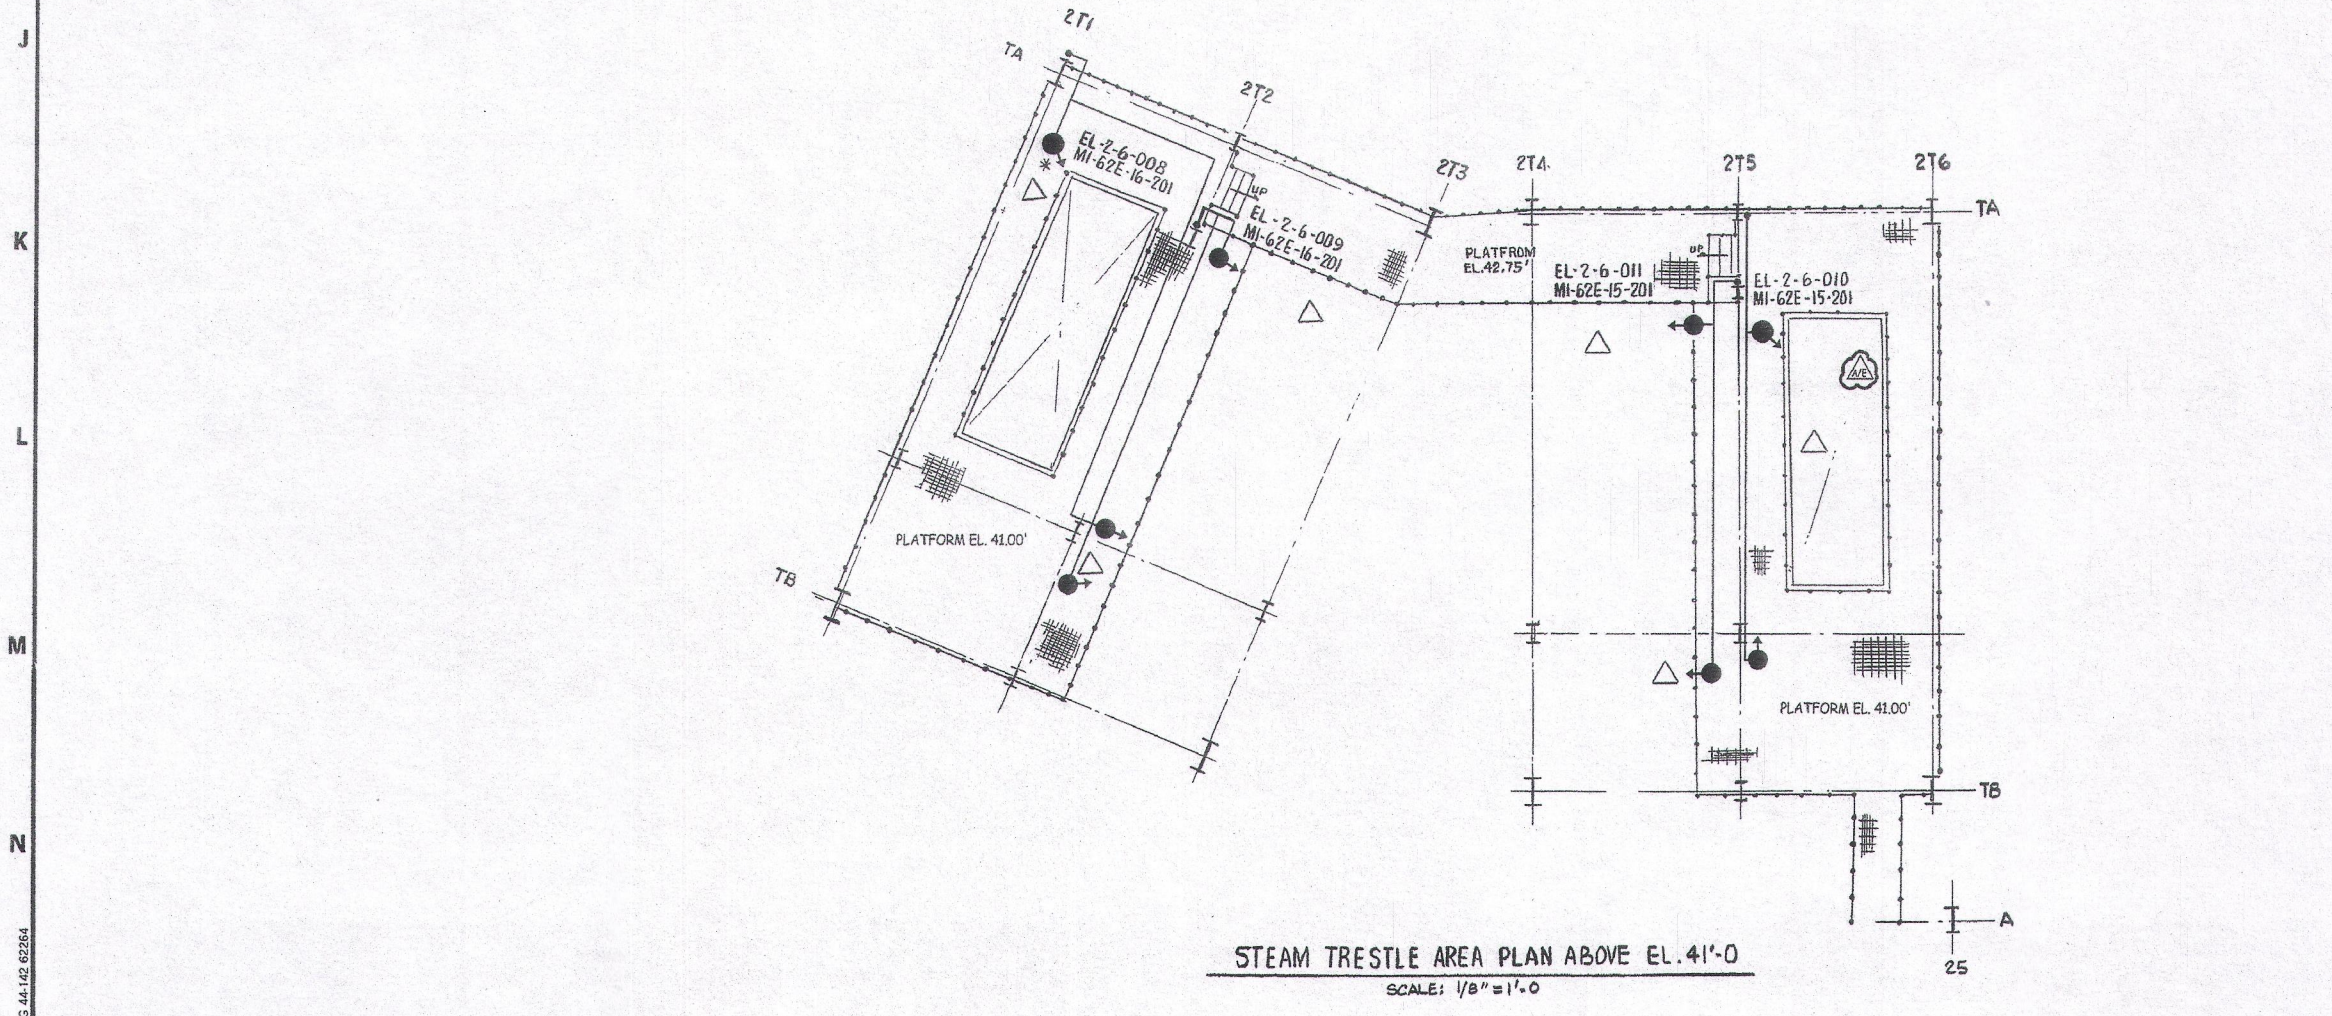 J
K
L
M
N
G 44-142 62264
2T1
TA
2T2
EL-2-6-008
MI-62E-16-201
*
UP
EL-2-6-009
MI-62E-16-201
2T3
2T4
2T5
2T6
TA
PLATFROM
EL.42.75'
UP
EL-2-6-011
MI-62E-15-201
EL-2-6-010
MI-62E-15-201
A/E
PLATFORM EL. 41.00'
TB
PLATFORM EL. 41.00'
TB
A
25
STEAM TRESTLE AREA PLAN ABOVE EL.41'-0
SCALE: 1/8"=1'-0